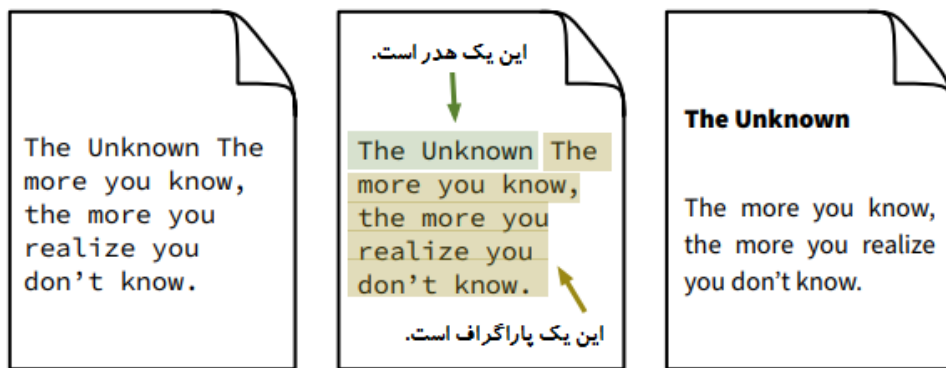 The Unknown The
more you know,
the more you
realize you
don’t know.
این یک هدر است.
The Unknown The
more you know,
the more you
realize you
don’t know.
این یک پاراگراف است.
The Unknown
The more you know,
the more you realize
you don’t know.